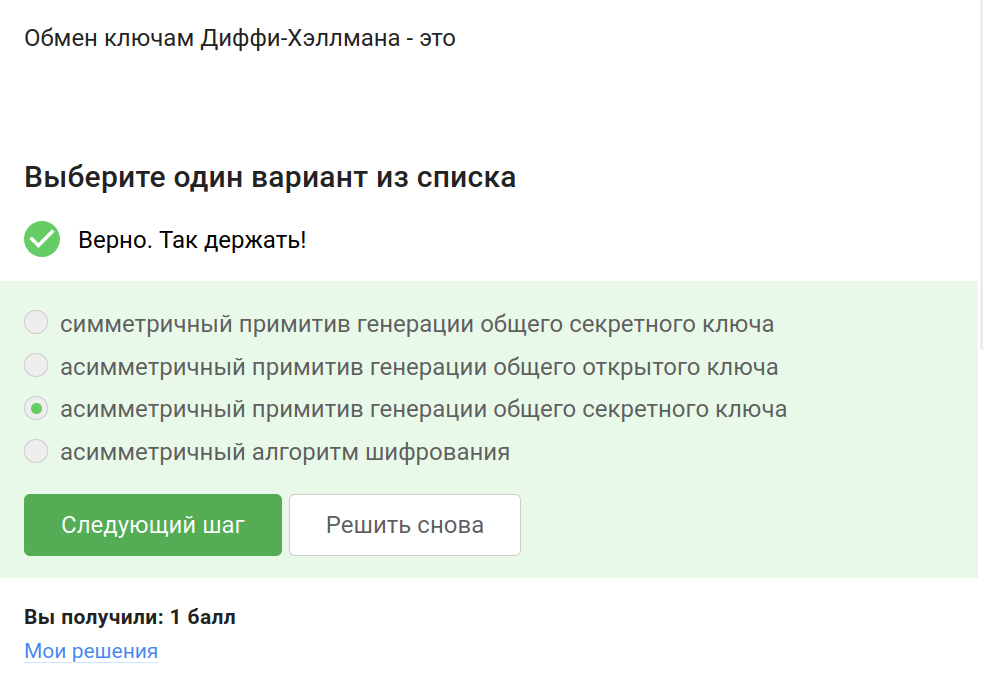 Обмен ключам Диффи-Хэллмана - это
Выберите один вариант из списка
Верно. Так держать!
симметричный примитив генерации общего секретного ключа
асимметричный примитив генерации общего открытого ключа
асимметричный примитив генерации общего секретного ключа
асимметричный алгоритм шифрования
Следующий шаг
Решить снова
Вы получили: 1 балл
Мои решения